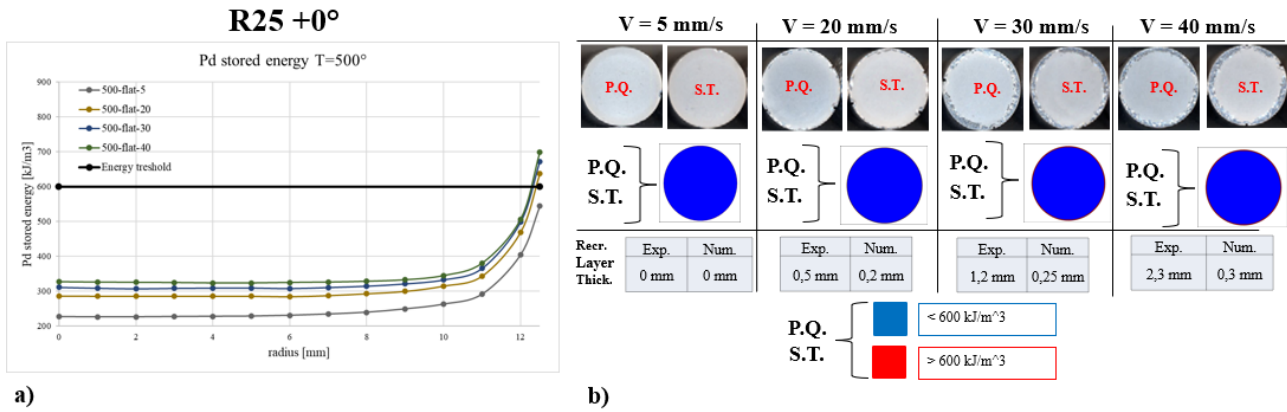 R25 +0°
Pd stored energy T=500°
900
800
700
600
500
400
300
200
Pd stored energy [kJ/m3]
500-flat-5
500-flat-20
500-flat-30
500-flat-40
Energy treshold
0 2 4 6 8 10 12
radius [mm]
a)
V = 5 mm/s V = 20 mm/s V = 30 mm/s V = 40 mm/s
P.Q. S.T. P.Q. S.T. P.Q. S.T. P.Q. S.T.
P.Q. P.Q. P.Q. P.Q.
S.T. S.T. S.T. S.T.
Recr.
Layer
Thick.
Exp. Num. Exp. Num. Exp. Num. Exp. Num.
0 mm 0 mm 0,5 mm 0,2 mm 1,2 mm 0,25 mm 2,3 mm 0,3 mm
P.Q.
S.T.
< 600 kJ/m^3
> 600 kJ/m^3
b)